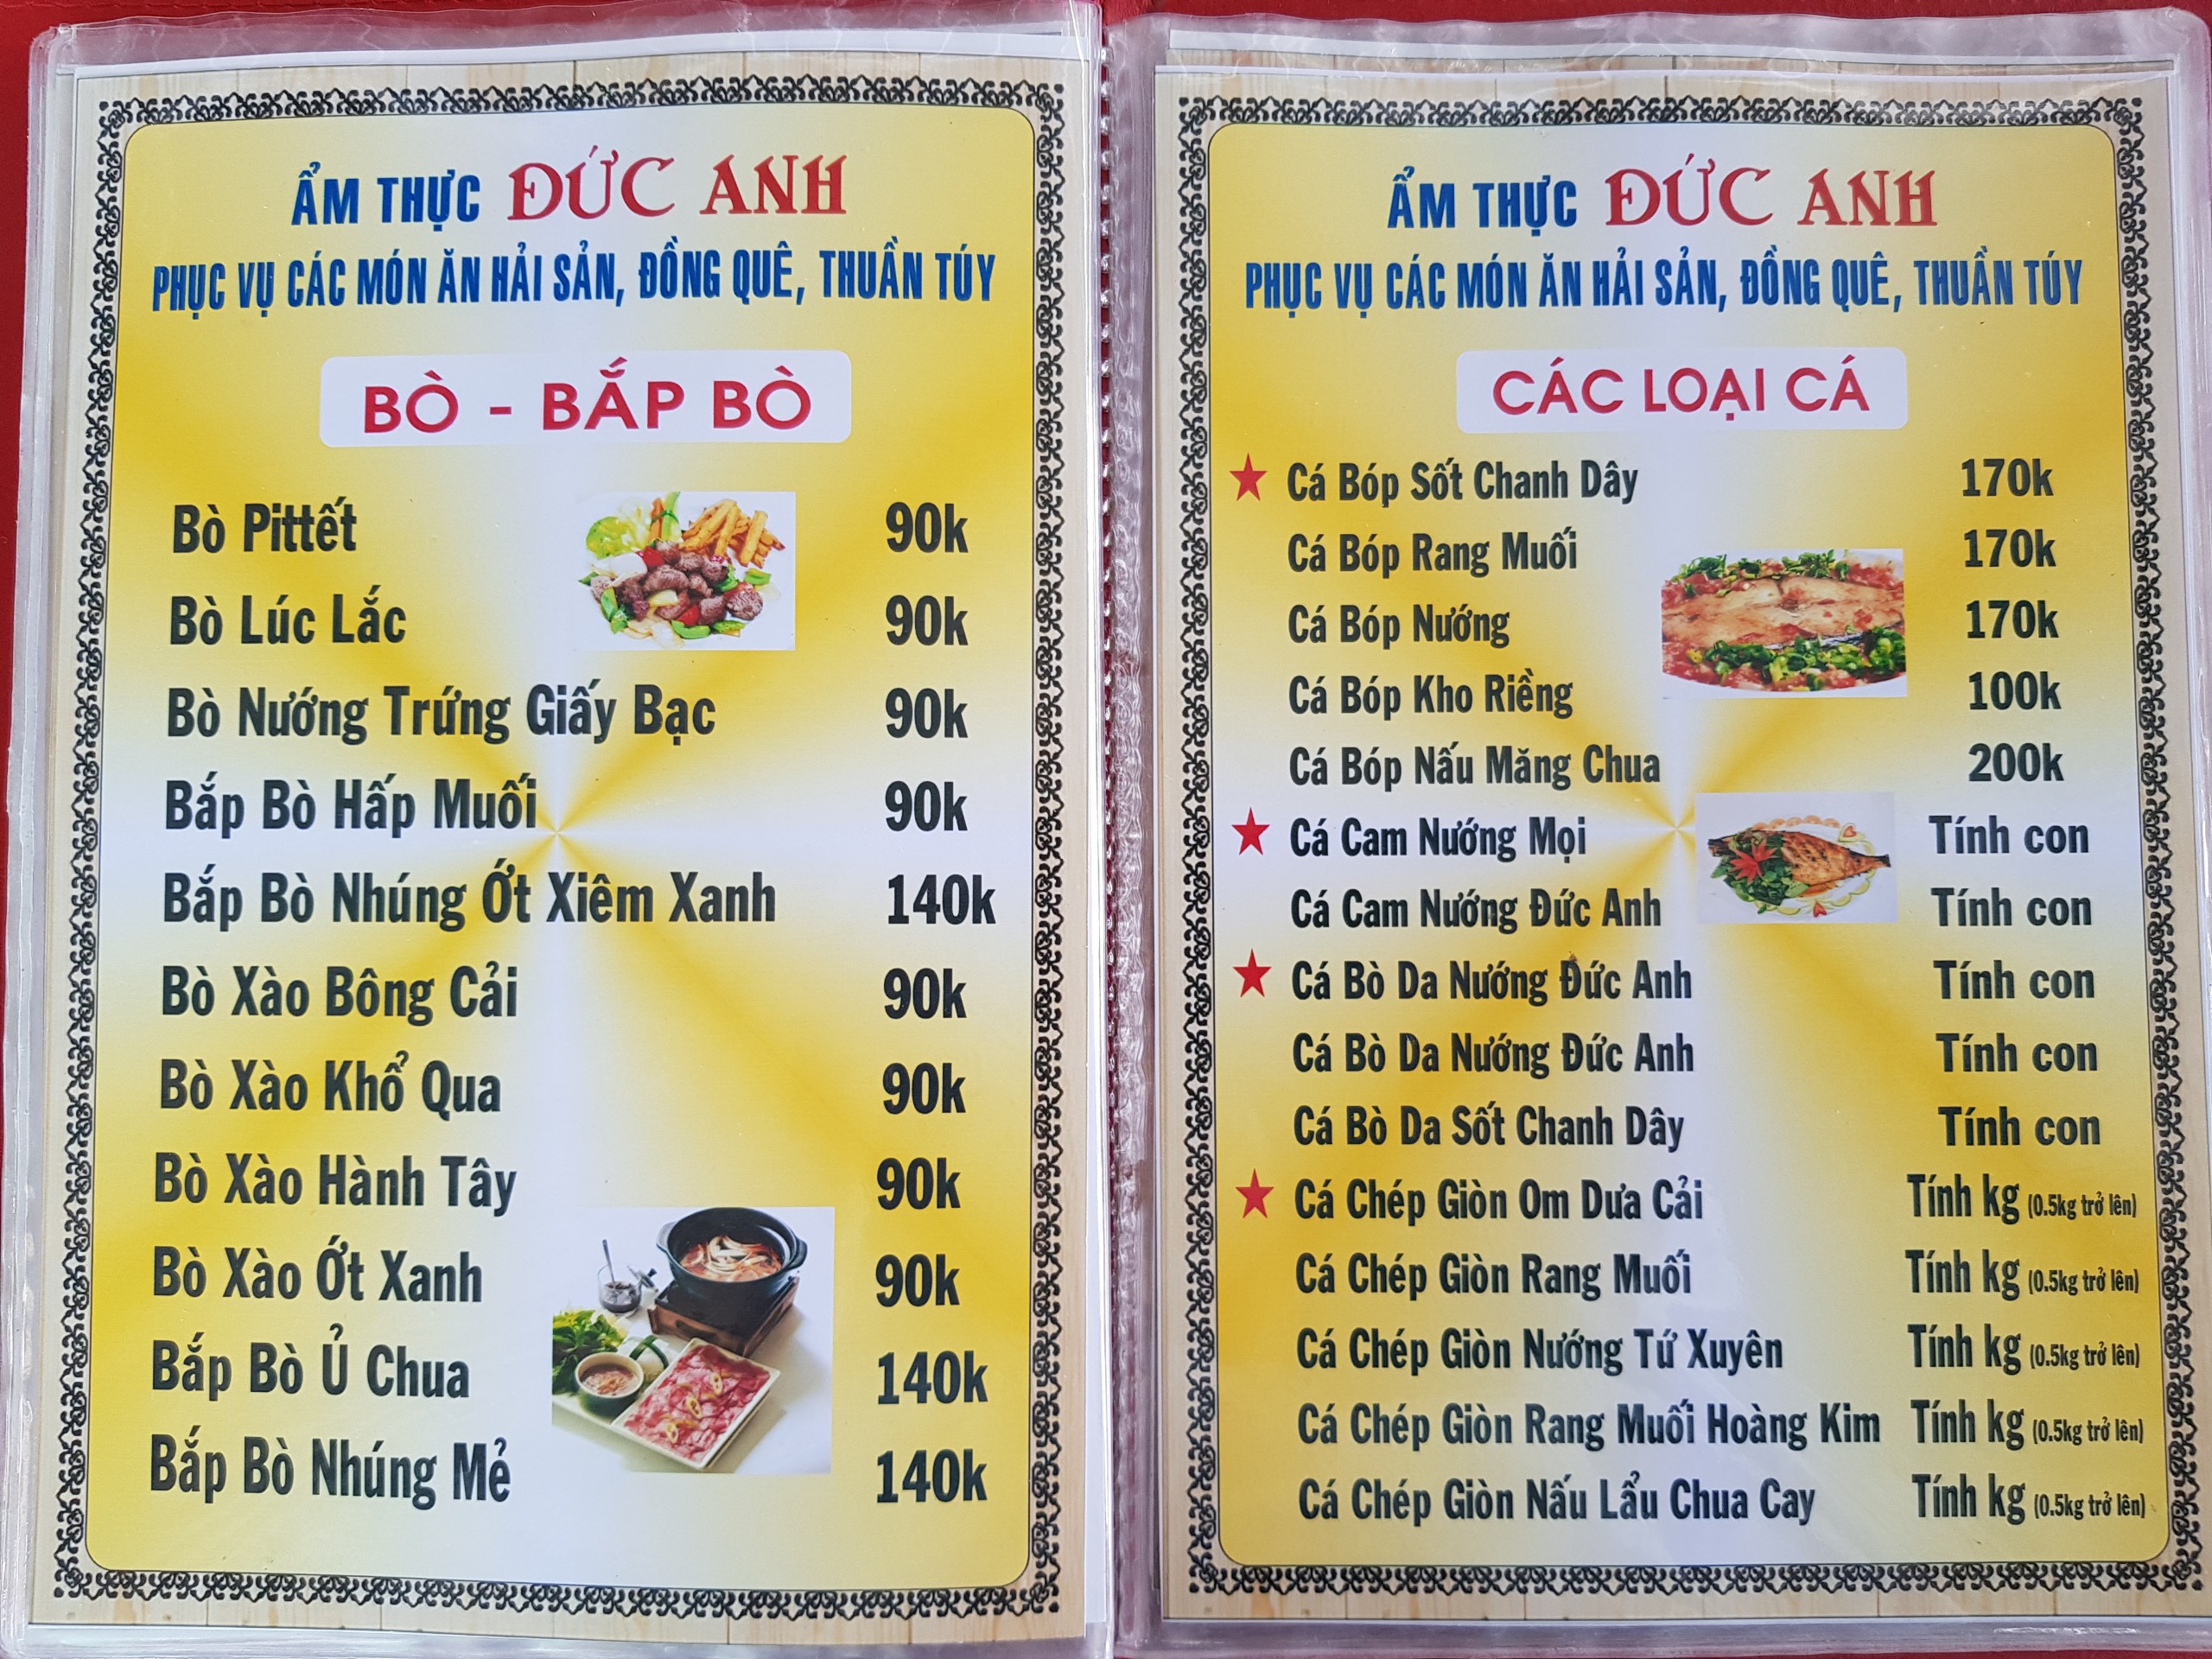 ẨM THỰC ĐỨC ANH
PHỤC VỤ CÁC MÓN ĂN HẢI SẢN, ĐỒNG QUÊ, THUẦN TÚY
BÒ - BẮP BÒ
Bò Pittết 90k
Bò Lúc Lắc 90k
Bò Nướng Trứng Giấy Bạc 90k
Bắp Bò Hấp Muối 90k
Bắp Bò Nhúng Ớt Xiêm Xanh 140k
Bò Xào Bông Cải 90k
Bò Xào Khổ Qua 90k
Bò Xào Hành Tây 90k
Bò Xào Ớt Xanh 90k
Bắp Bò Ủ Chua 140k
Bắp Bò Nhúng Mẻ 140k
ẨM THỰC ĐỨC ANH
PHỤC VỤ CÁC MÓN ĂN HẢI SẢN, ĐỒNG QUÊ, THUẦN TÚY
CÁC LOẠI CÁ
Cá Bóp Sốt Chanh Dây 170k
Cá Bóp Rang Muối 170k
Cá Bóp Nướng 170k
Cá Bóp Kho Riềng 100k
Cá Bóp Nấu Măng Chua 200k
Cá Cam Nướng Mọi Tính con
Cá Cam Nướng Đức Anh Tính con
Cá Bò Da Nướng Đức Anh Tính con
Cá Bò Da Nướng Đức Anh Tính con
Cá Bò Da Sốt Chanh Dây Tính con
Cá Chép Giòn Om Dưa Cải Tính kg (0.5kg trở lên)
Cá Chép Giòn Rang Muối Tính kg (0.5kg trở lên)
Cá Chép Giòn Nướng Tứ Xuyên Tính kg (0.5kg trở lên)
Cá Chép Giòn Rang Muối Hoàng Kim Tính kg (0.5kg trở lên)
Cá Chép Giòn Nấu Lẩu Chua Cay Tính kg (0.5kg trở lên)